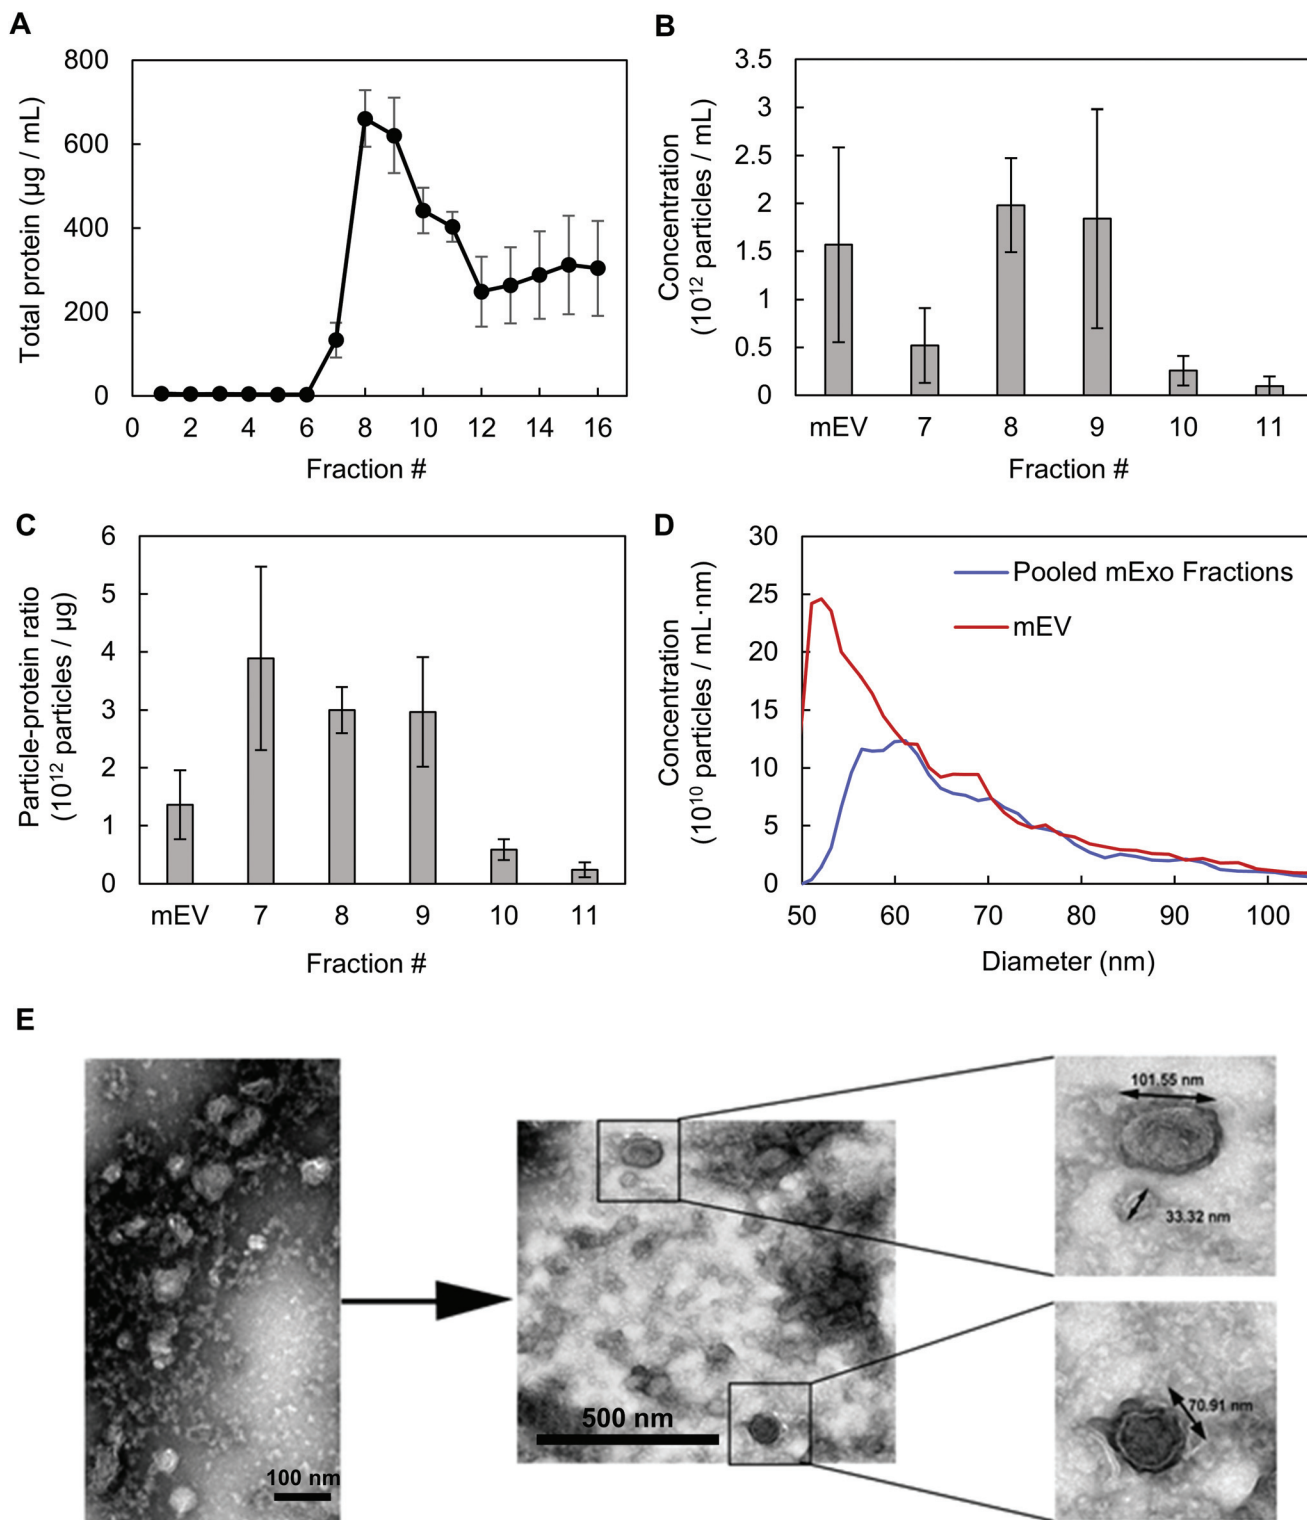 A
800
600
400
200
0
Total protein (µg / mL)
0 2 4 6 8 10 12 14 16
Fraction #
B
3.5
3
2.5
2
1.5
1
0.5
0
Concentration
(10¹² particles / mL)
mEV 7 8 9 10 11
Fraction #
C
6
5
4
3
2
1
0
Particle-protein ratio
(10¹² particles / µg)
mEV 7 8 9 10 11
Fraction #
D
30
25
20
15
10
5
0
Concentration
(10¹⁰ particles / mL·nm)
Pooled mExo Fractions
mEV
50 60 70 80 90 100
Diameter (nm)
E
100 nm
500 nm
101.55 nm
33.32 nm
70.91 nm